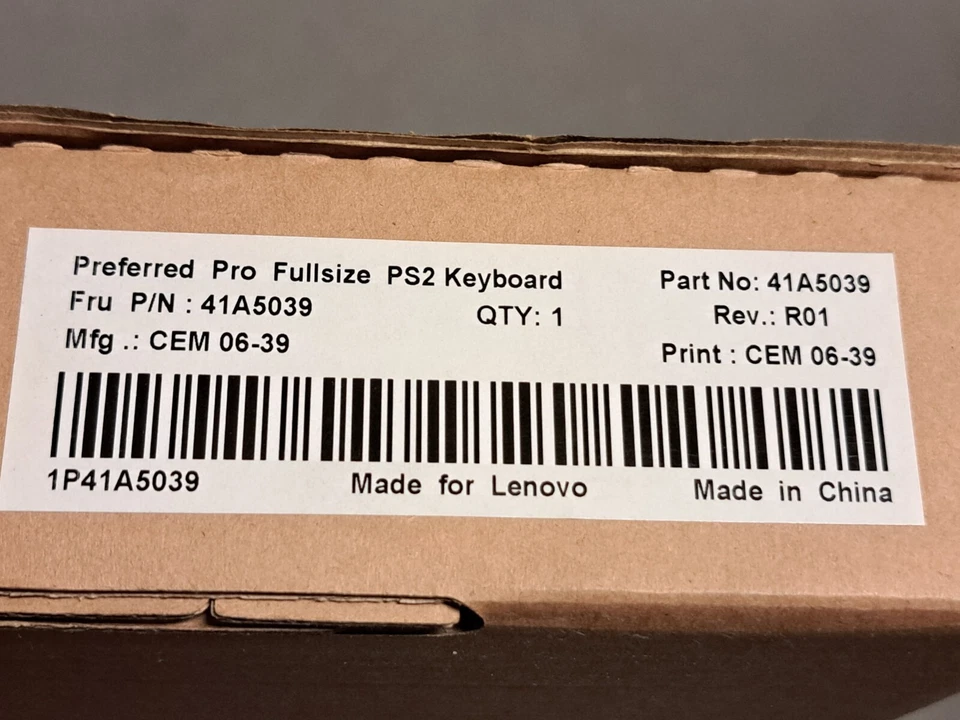 Preferred Pro Fullsize PS2 Keyboard
Part No: 41A5039
Fru P/N : 41A5039
QTY: 1
Rev.: R01
Mfg .: CEM 06-39
Print : CEM 06-39
1P41A5039
Made for Lenovo
Made in China